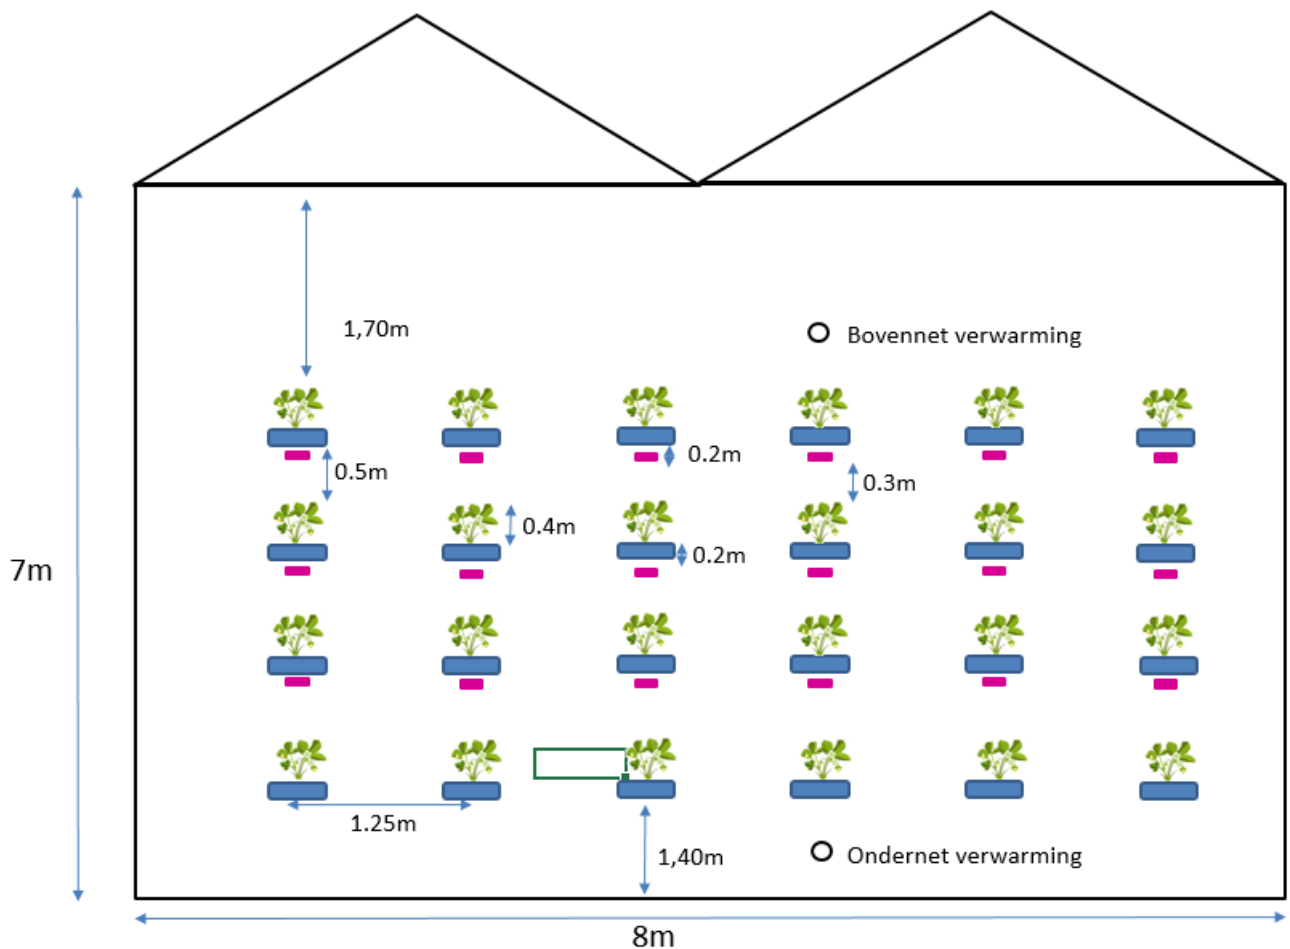 1,70m
Bovennet verwarming
0.2m
0.5m
0.3m
0.4m
0.2m
7m
1.25m
1,40m
Ondernet verwarming
8m